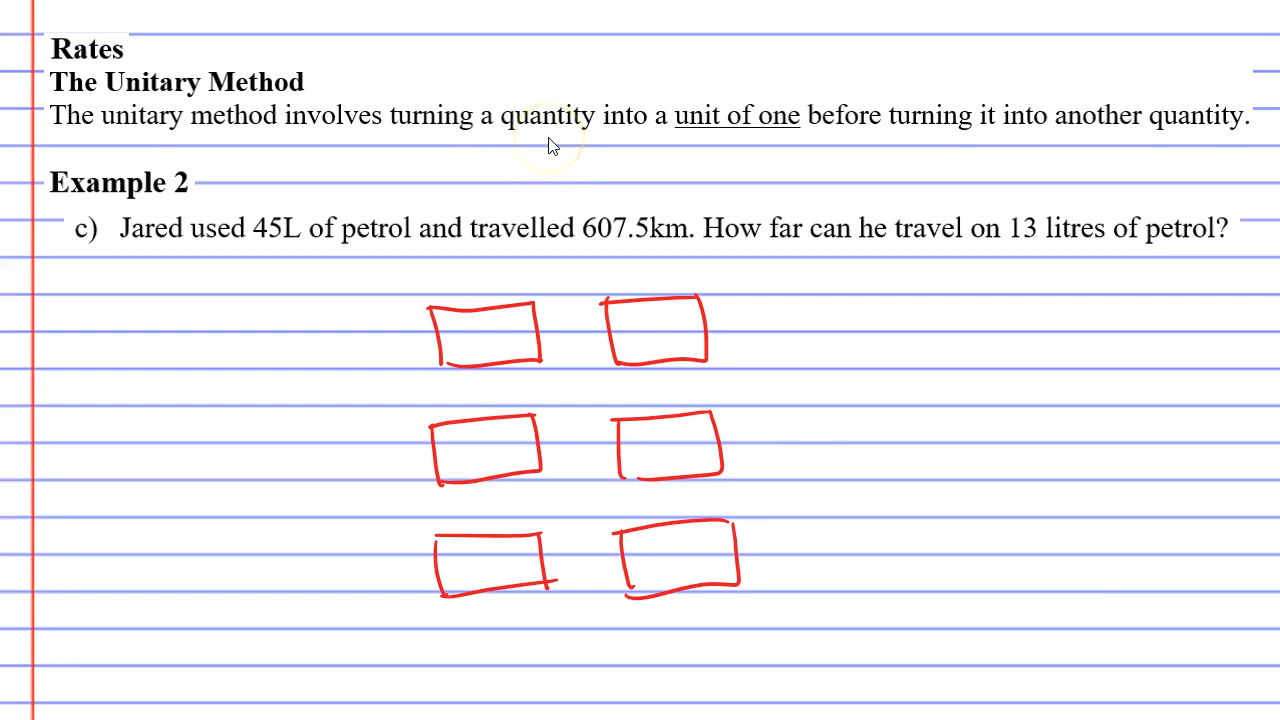 Rates
The Unitary Method
The unitary method involves turning a quantity into a unit of one before turning it into another quantity.
Example 2
c) Jared used 45L of petrol and travelled 607.5km. How far can he travel on 13 litres of petrol?